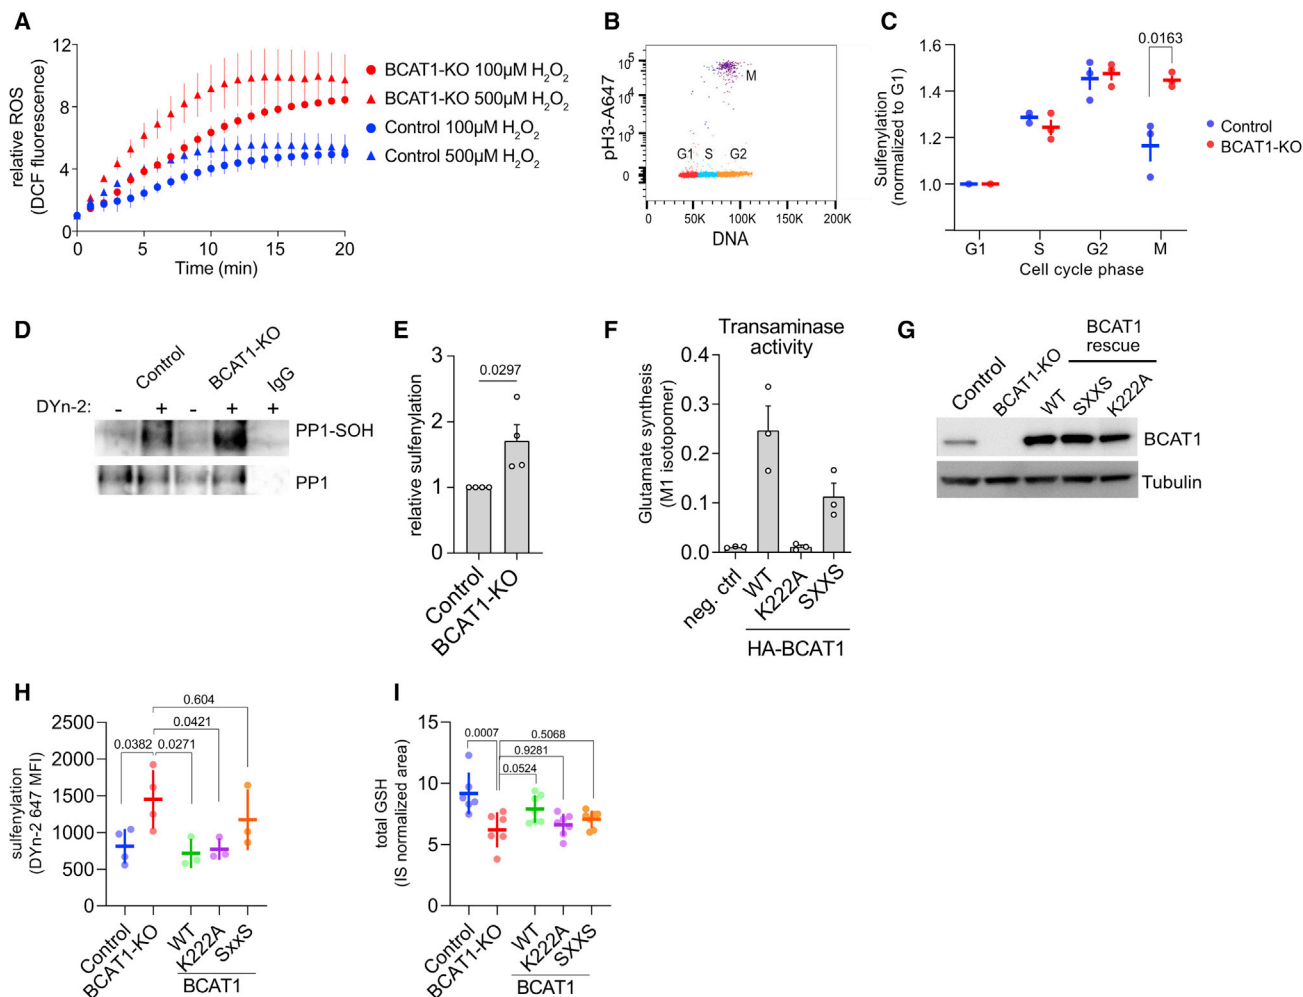 A
relative ROS
(DCF fluorescence)
12
8
4
0
0
5
10
15
20
Time (min)
BCAT1-KO 100µM H2O2
BCAT1-KO 500µM H2O2
Control 100µM H2O2
Control 500µM H2O2
B
pH3-A647
10^5
10^4
10^3
0
M
G1
S
G2
0
50K
100K
150K
200K
DNA
C
Sulfenylation
(normalized to G1)
1.6
1.4
1.2
1.0
0.0163
G1
S
G2
M
Cell cycle phase
Control
BCAT1-KO
D
Control
BCAT1-KO
IgG
DYn-2: - + - + +
PP1-SOH
PP1
E
relative sulfenylation
3
2
1
0
0.0297
Control
BCAT1-KO
F
Transaminase
activity
Glutamate synthesis
(M1 isotopomer)
0.4
0.3
0.2
0.1
0.0
neg. ctrl
WT
K222A
SXXS
HA-BCAT1
G
BCAT1
rescue
Control
BCAT1-KO
WT
SXXS
K222A
BCAT1
Tubulin
H
sulfenylation
(DYn-2 647 MFI)
2500
2000
1500
1000
500
0
0.604
0.0421
0.0382
0.0271
Control
BCAT1-KO
WT
K222A
SxxS
BCAT1
I
total GSH
(IS normalized area)
15
10
5
0
0.0007
0.5068
0.9281
0.0524
Control
BCAT1-KO
WT
K222A
SXXS
BCAT1